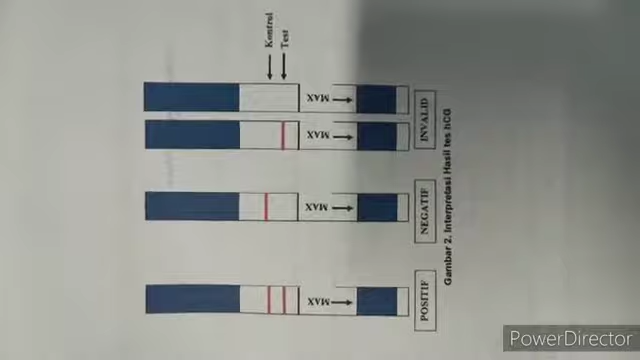 Kontrol
Test
MAX
MAX
MAX
MAX
INVALID
NEGATIF
POSITIF
Gambar 2. Interpretasi Hasil tes hCG
PowerDirector